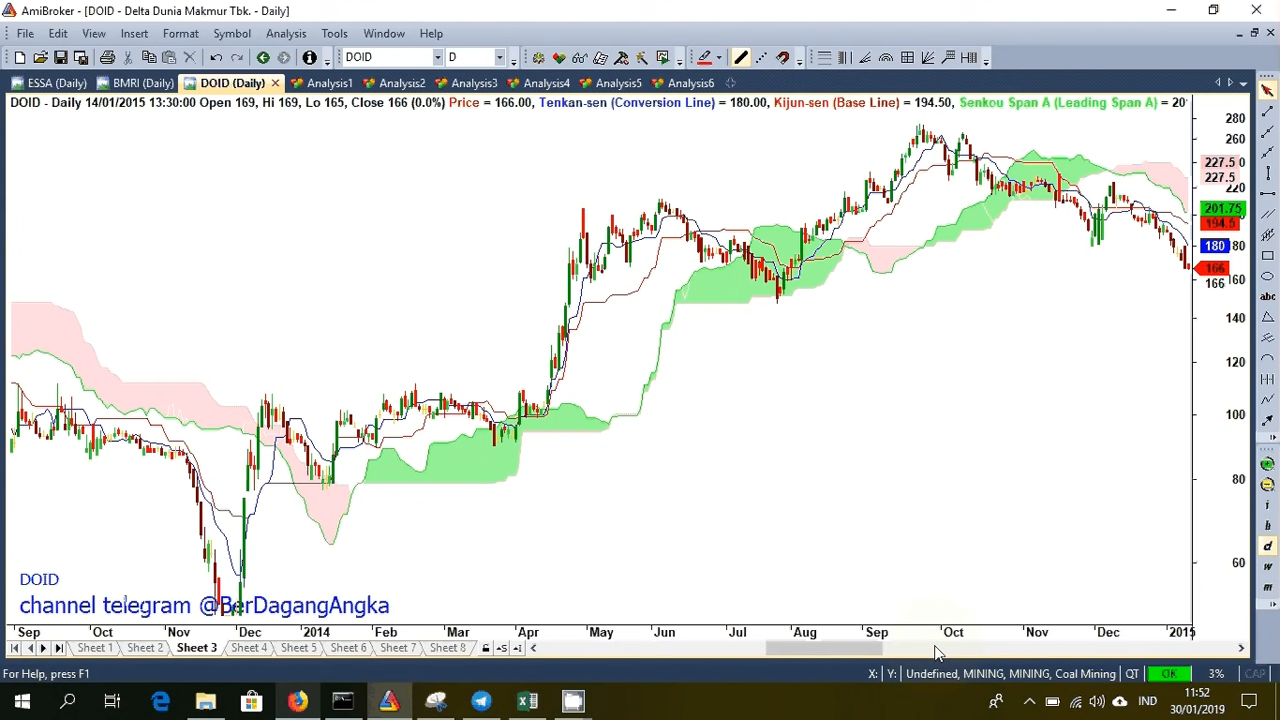 AmiBroker - [DOID - Delta Dunia Makmur Tbk. - Daily]
File Edit View Insert Format Symbol Analysis Tools Window Help
DOID D
ESSA (Daily) BMRI (Daily) DOID (Daily) Analysis1 Analysis2 Analysis3 Analysis4 Analysis5 Analysis6
DOID - Daily 14/01/2015 13:30:00 Open 169, Hi 169, Lo 165, Close 166 (0.0%) Price = 166.00, Tenkan-sen (Conversion Line) = 180.00, Kijun-sen (Base Line) = 194.50, Senkou Span A (Leading Span A) = 20
280
260
227.5
227.5
220
201.75
194.5
180 180
166
166 160
140
120
100
80
60
DOID
channel telegram @BerDagangAngka
Sep Oct Nov Dec 2014 Feb Mar Apr May Jun Jul Aug Sep Oct Nov Dec 2015
Sheet 1 Sheet 2 Sheet 3 Sheet 4 Sheet 5 Sheet 6 Sheet 7 Sheet 8
For Help, press F1 X: Y: Undefined, MINING, MINING, Coal Mining QT OK 3% CAP
IND
11:52
30/01/2019